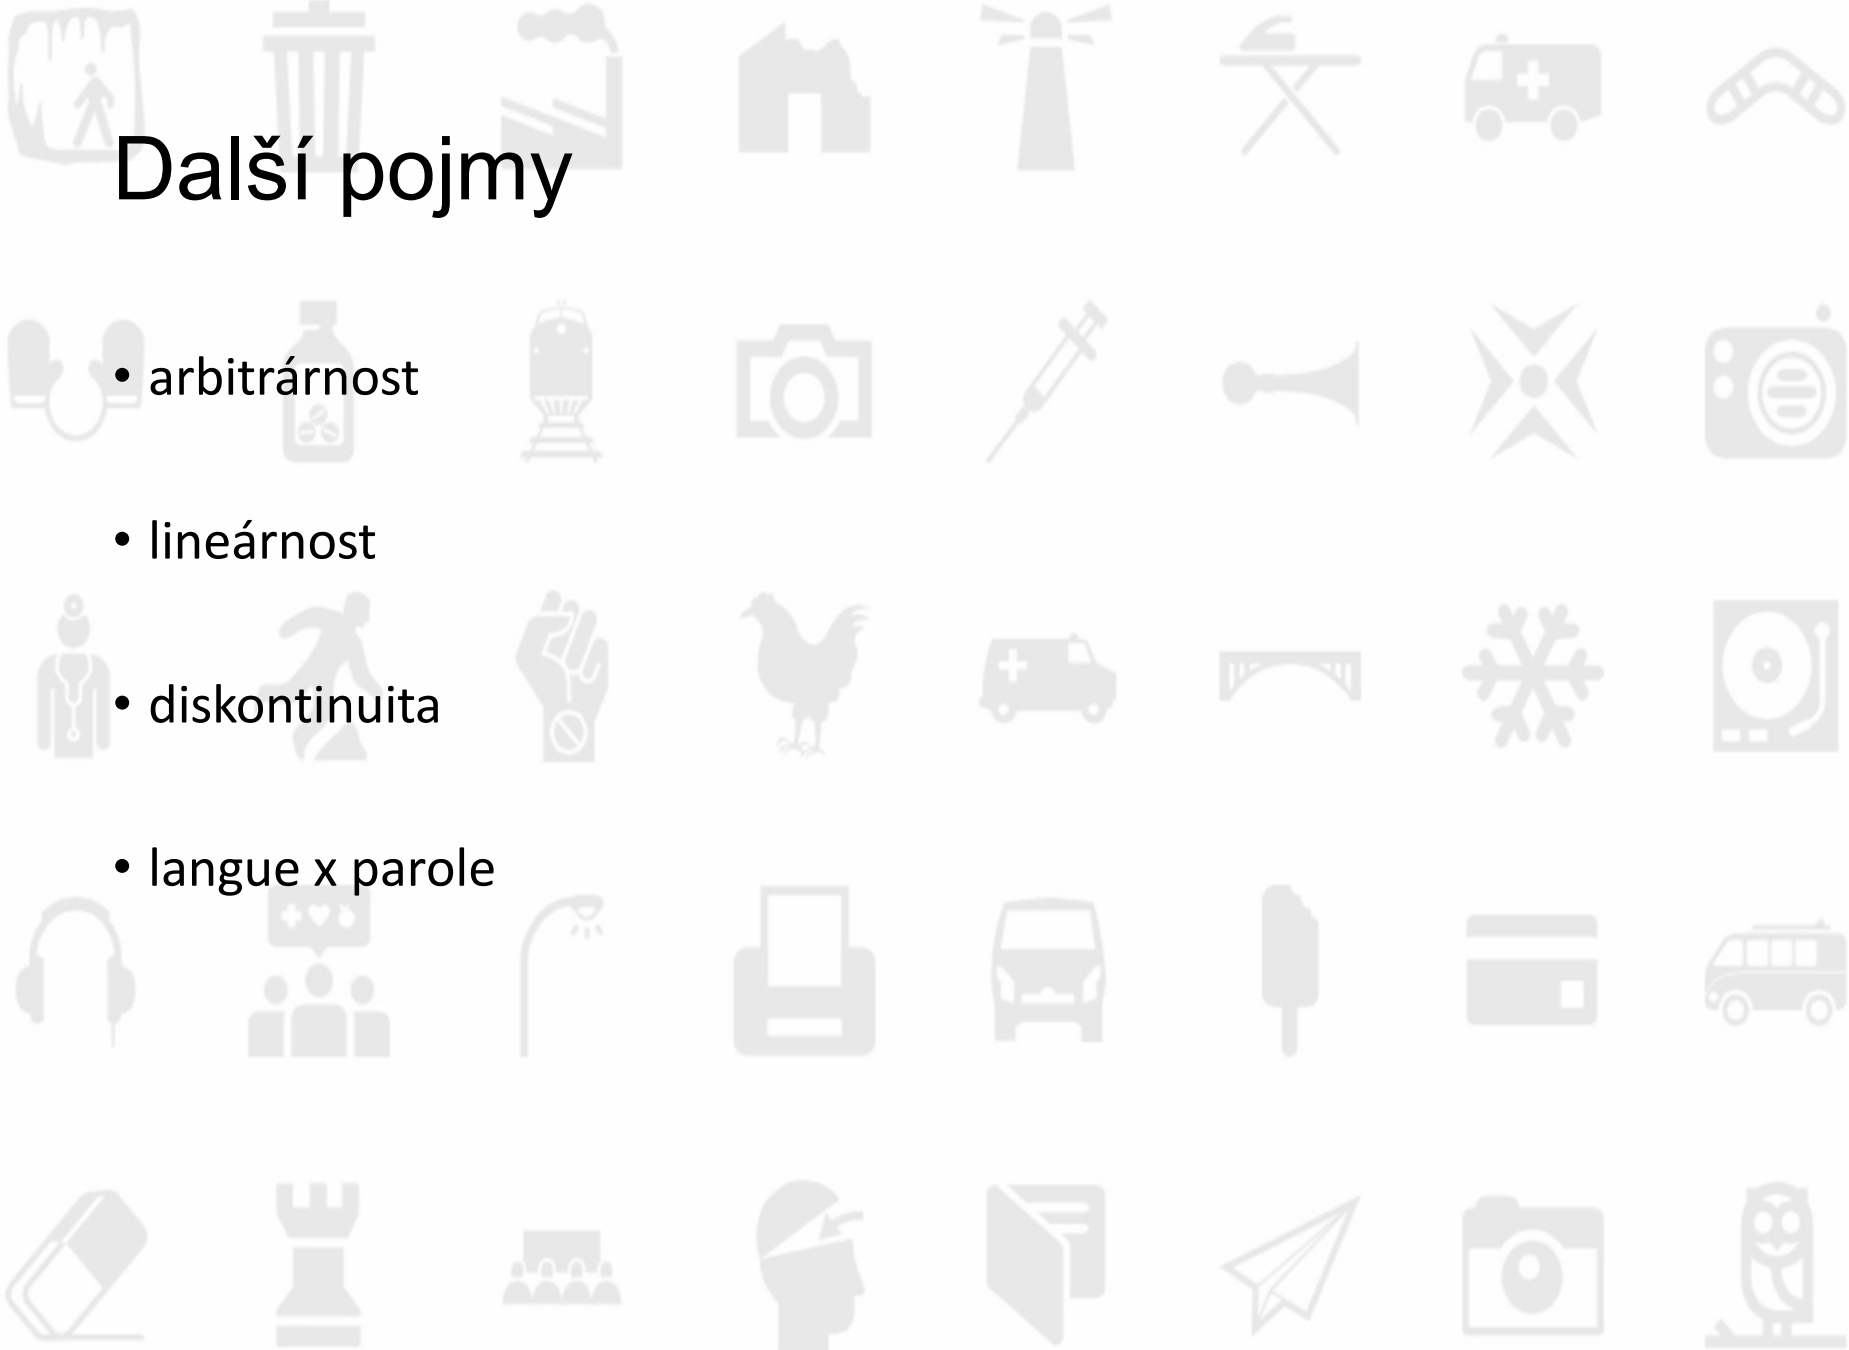 Další pojmy
• arbitrárnost
• lineárnost
• diskontinuita
• langue x parole